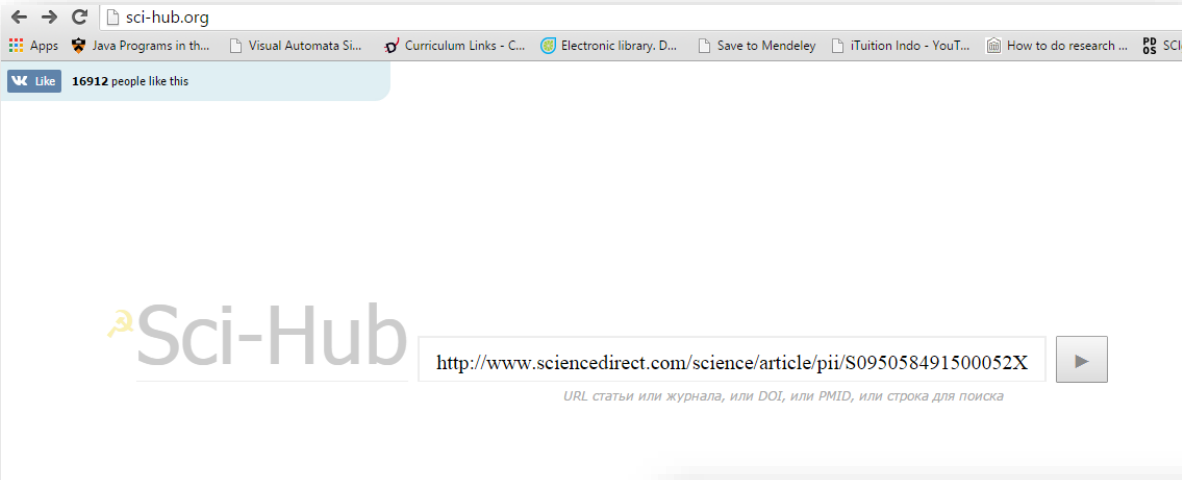 sci-hub.org
Apps Java Programs in th... Visual Automata Si... Curriculum Links - C... Electronic library. D... Save to Mendeley iTuition Indo - YouT... How to do research ... PDOS SCI
Like 16912 people like this
Sci-Hub
http://www.sciencedirect.com/science/article/pii/S095058491500052X
URL статьи или журнала, или DOI, или PMID, или строка для поиска